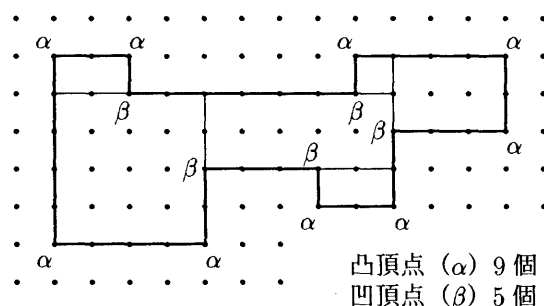 α α α α
β β
β α
β β
α α
α α
凸頂点 (α) 9 個
凹頂点 (β) 5 個